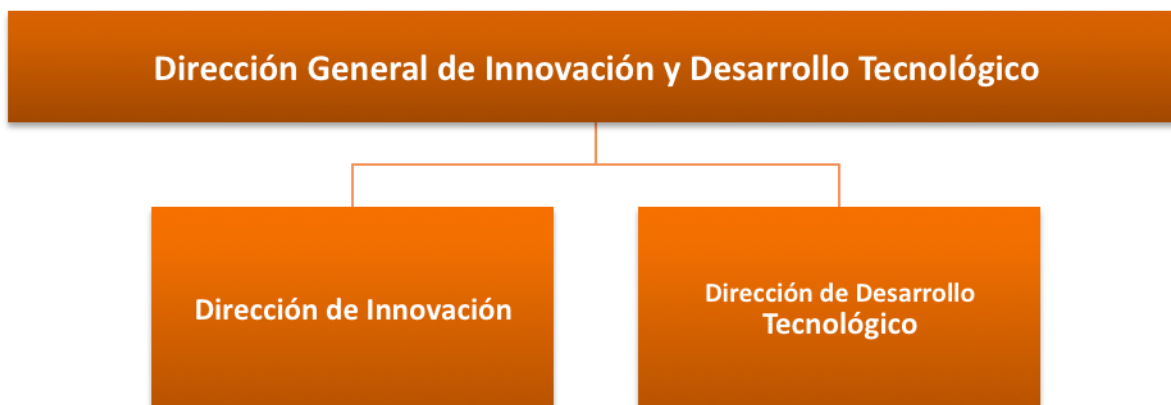 Dirección General de Innovación y Desarrollo Tecnológico
Dirección de Innovación
Dirección de Desarrollo
Tecnológico